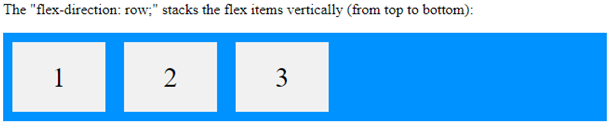 The "flex-direction: row;" stacks the flex items vertically (from top to bottom):
1 2 3